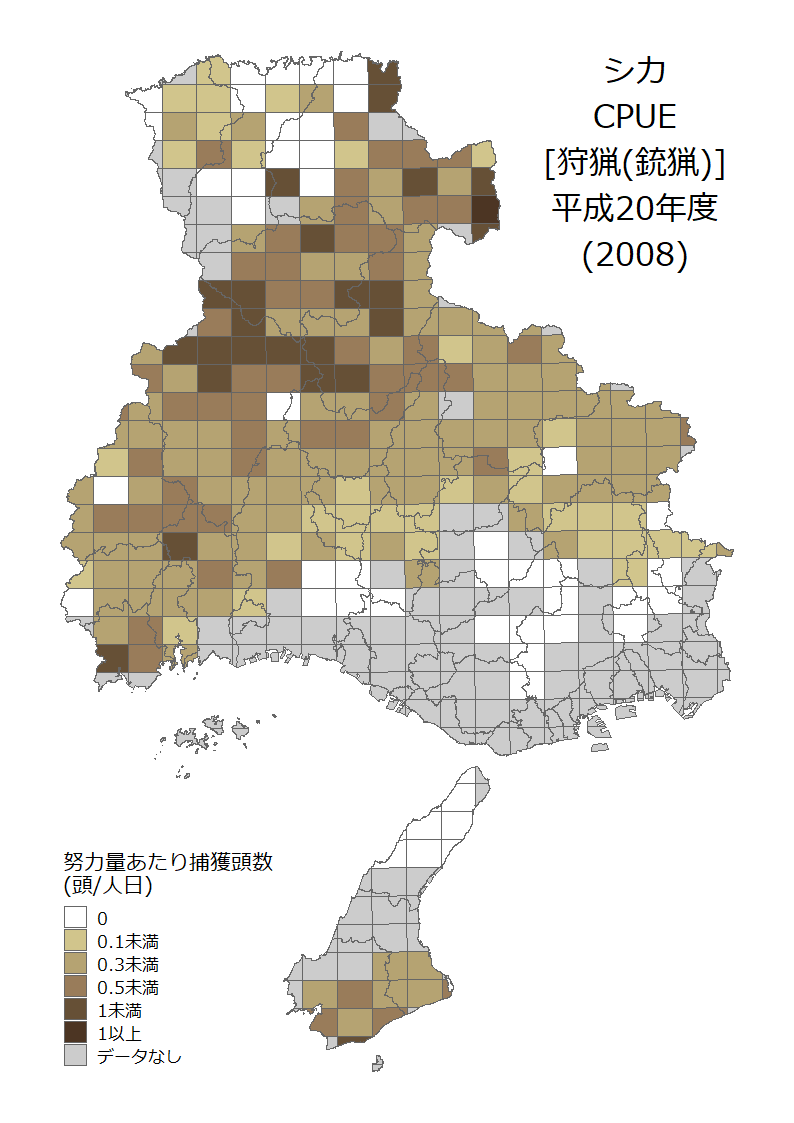 シカ
CPUE
[狩猟(銃猟)]
平成20年度
(2008)
努力量あたり捕獲頭数
(頭/人日)
0
0.1未満
0.3未満
0.5未満
1未満
1以上
データなし